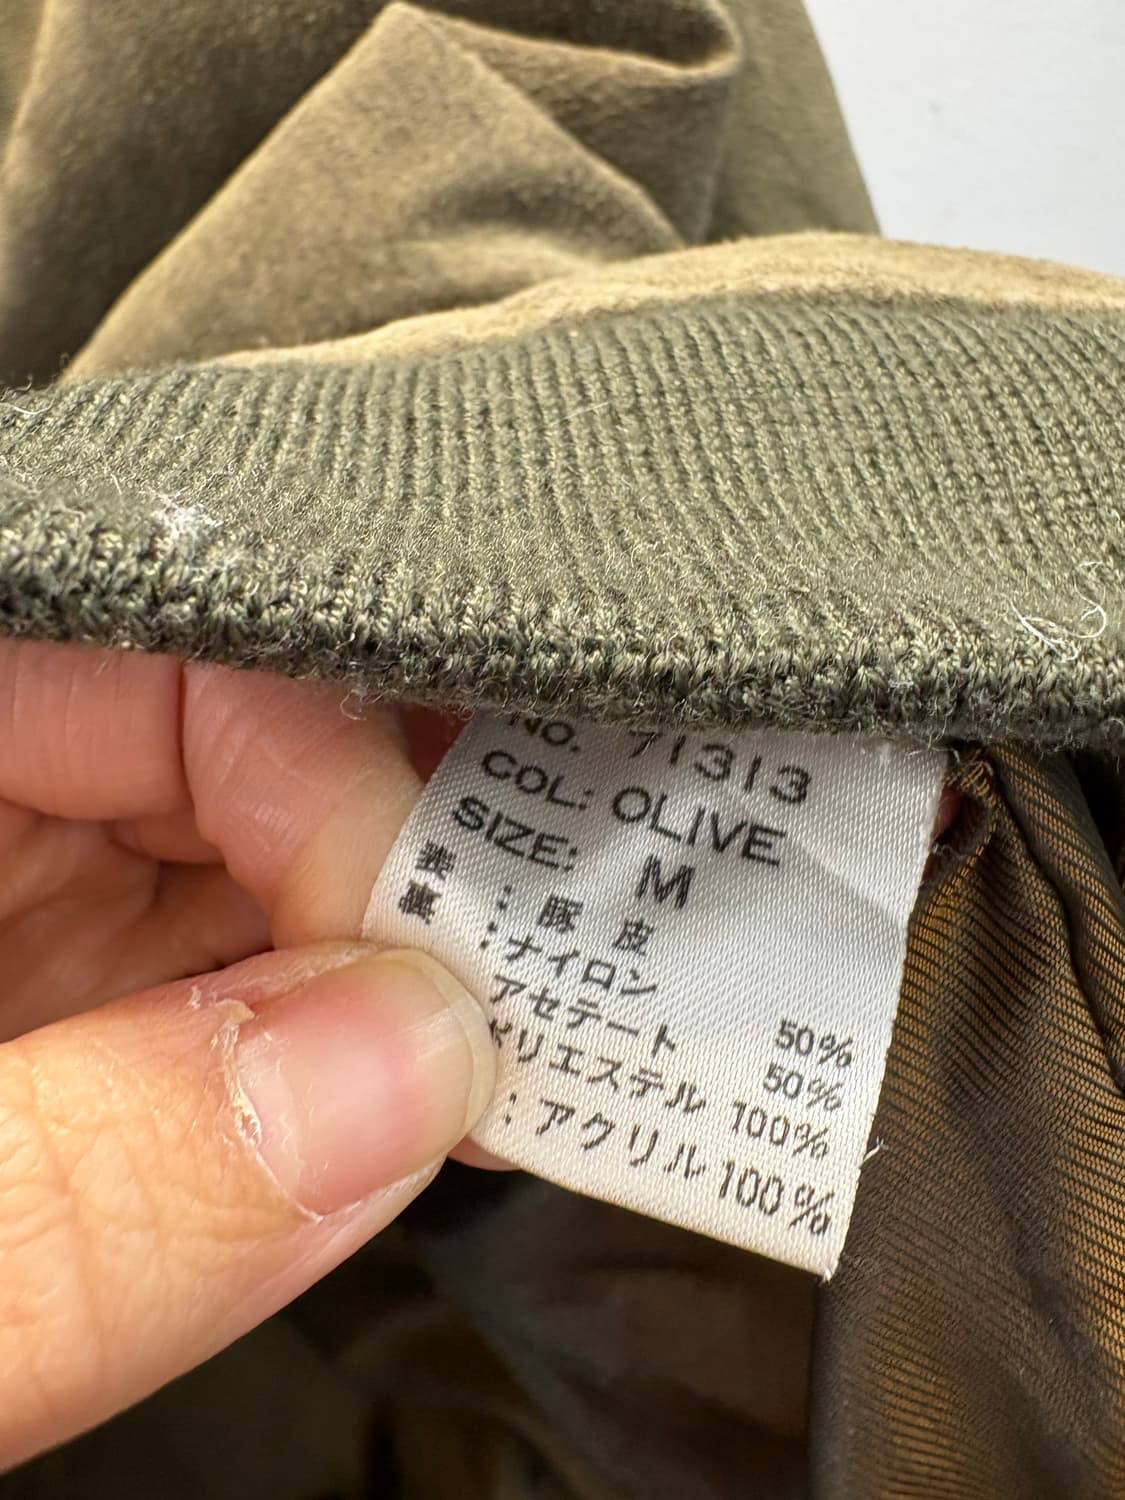 No. 71313
COL: OLIVE
SIZE: M
表 : 豚皮
裏 : ナイロン 50%
アセテート 50%
ポリエステル 100%
: アクリル 100%